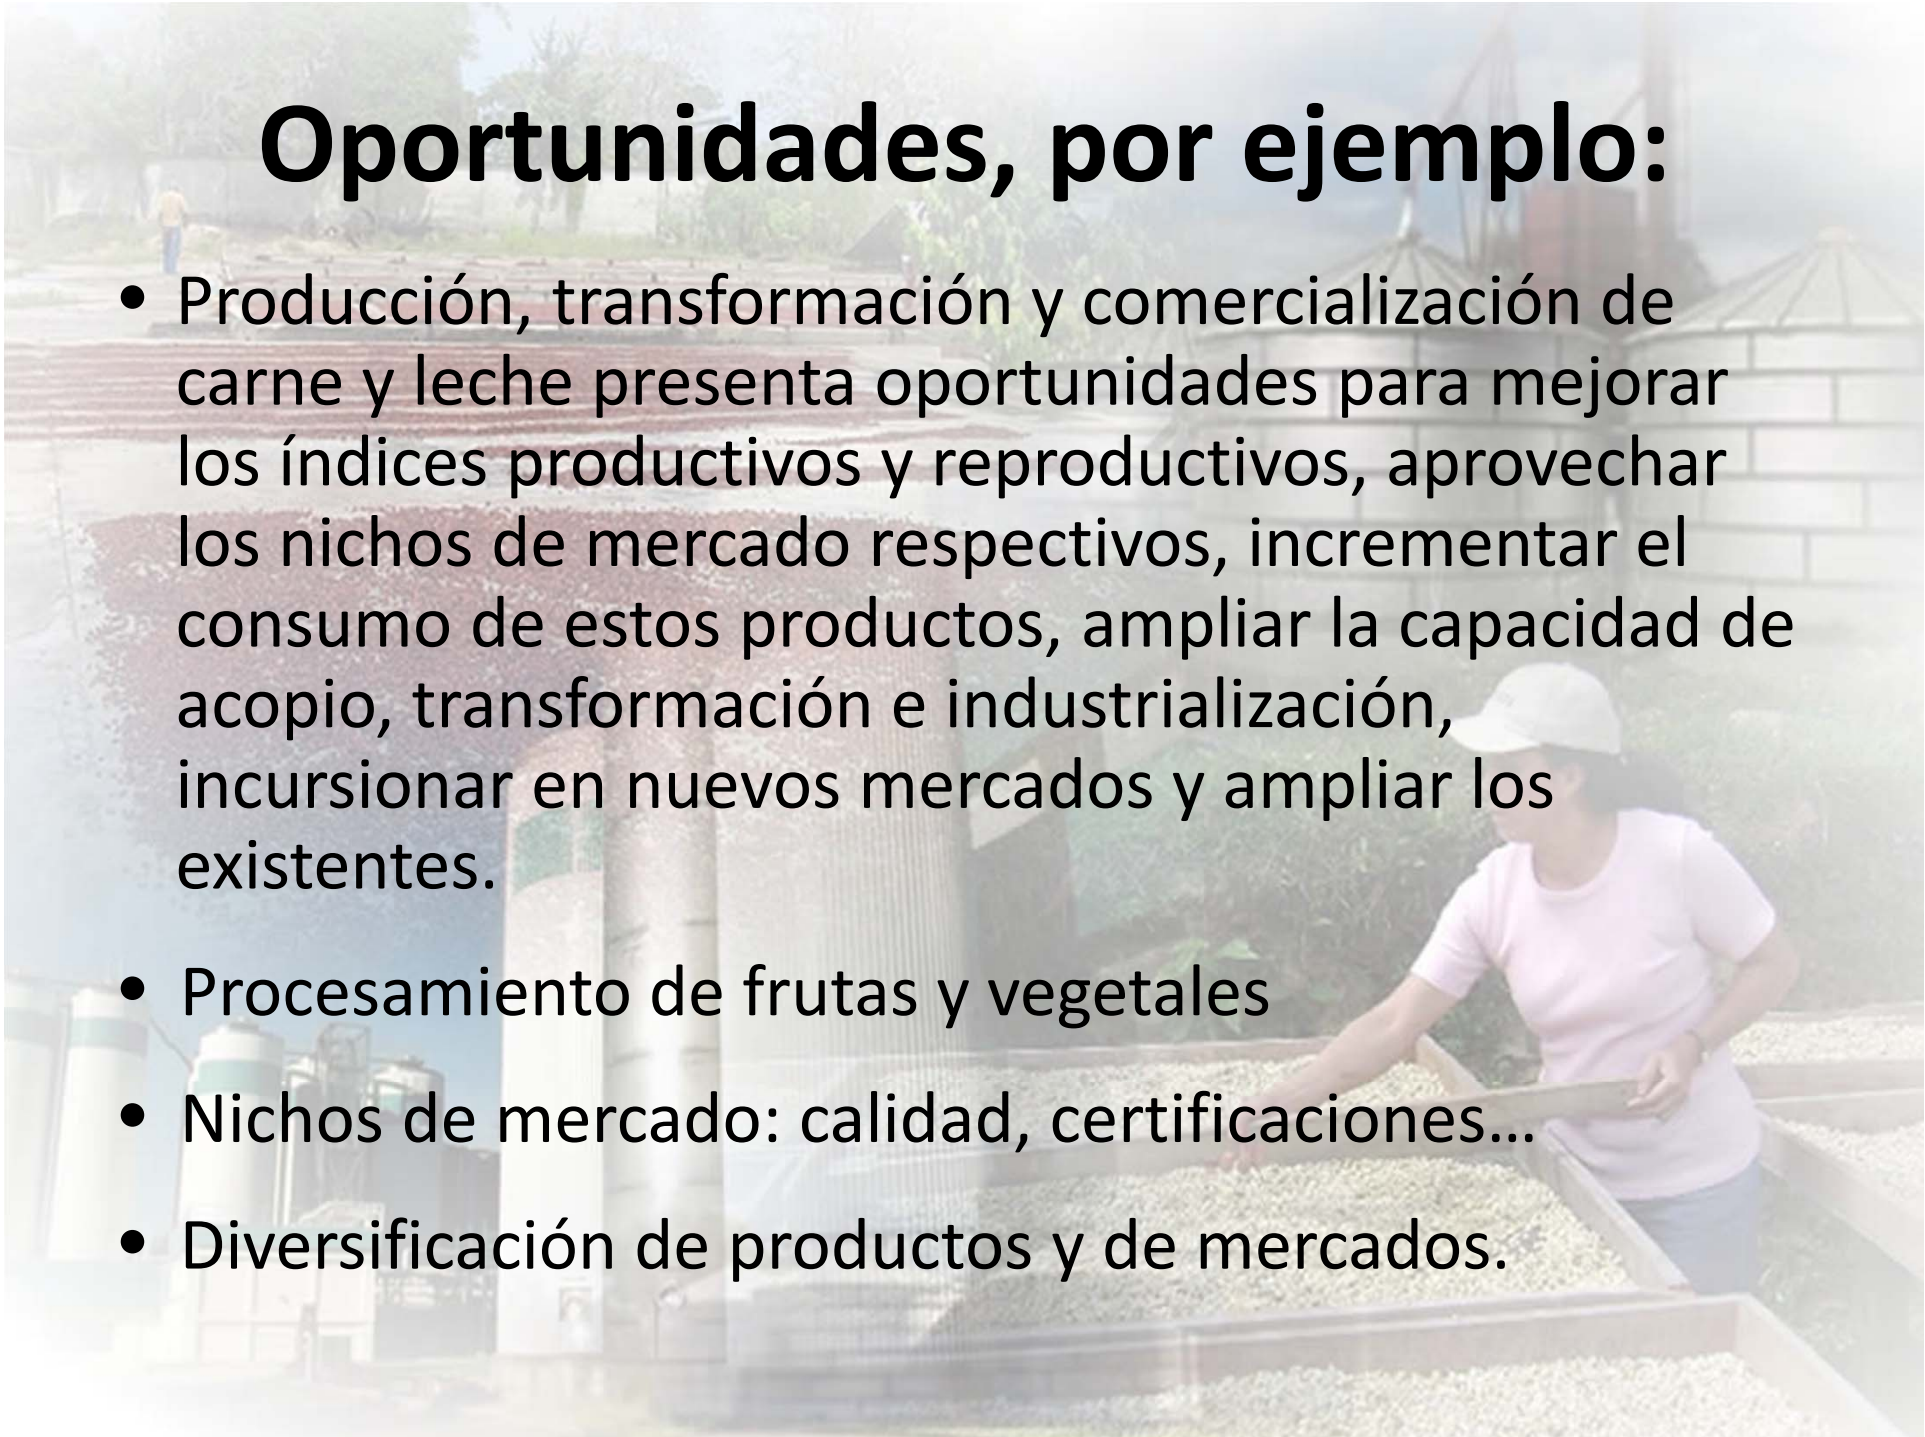 Oportunidades, por ejemplo:
• Producción, transformación y comercialización de
carne y leche presenta oportunidades para mejorar
los índices productivos y reproductivos, aprovechar
los nichos de mercado respectivos, incrementar el
consumo de estos productos, ampliar la capacidad de
acopio, transformación e industrialización,
incursionar en nuevos mercados y ampliar los
existentes.
• Procesamiento de frutas y vegetales
• Nichos de mercado: calidad, certificaciones…
• Diversificación de productos y de mercados.